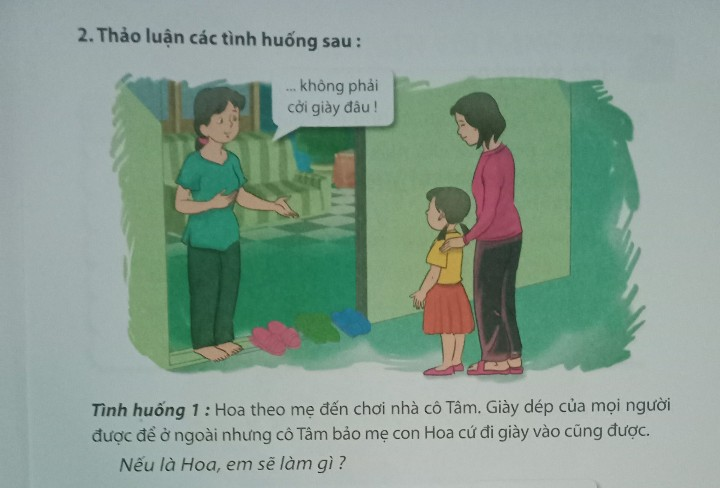 2. Thảo luận các tình huống sau :
... không phải
cởi giày đâu !
Tình huống 1 : Hoa theo mẹ đến chơi nhà cô Tâm. Giày dép của mọi người
được để ở ngoài nhưng cô Tâm bảo mẹ con Hoa cứ đi giày vào cũng được.
Nếu là Hoa, em sẽ làm gì ?